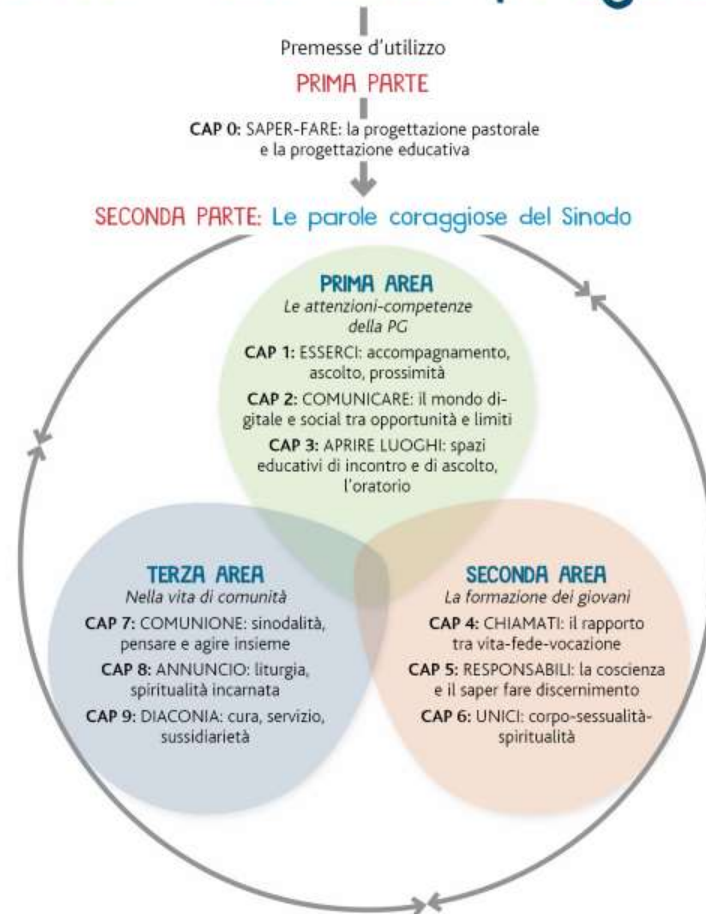 Premesse d'utilizzo
PRIMA PARTE
CAP 0: SAPER-FARE: la progettazione pastorale
e la progettazione educativa
SECONDA PARTE: Le parole coraggiose del Sinodo
PRIMA AREA
Le attenzioni-competenze
della PG
CAP 1: ESSERCI: accompagnamento,
ascolto, prossimità
CAP 2: COMUNICARE: il mondo di-
gitale e social tra opportunità e limiti
CAP 3: APRIRE LUOGHI: spazi
educativi di incontro e di ascolto,
l'oratorio
TERZA AREA
Nella vita di comunità
CAP 7: COMUNIONE: sinodalità,
pensare e agire insieme
CAP 8: ANNUNCIO: liturgia,
spiritualità incarnata
CAP 9: DIACONIA: cura, servizio,
sussidiarietà
SECONDA AREA
La formazione dei giovani
CAP 4: CHIAMATI: il rapporto
tra vita-fede-vocazione
CAP 5: RESPONSABILI: la coscienza
e il saper fare discernimento
CAP 6: UNICI: corpo-sessualità-
spiritualità